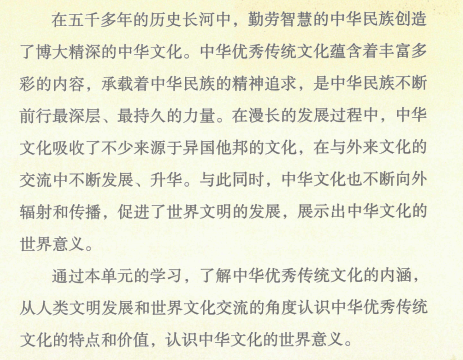 在五千多年的历史长河中，勤劳智慧的中华民族创造
了博大精深的中华文化。中华优秀传统文化蕴含着丰富多
彩的内容，承载着中华民族的精神追求，是中华民族不断
前行最深层、最持久的力量。在漫长的发展过程中，中华
文化吸收了不少来源于异国他邦的文化，在与外来文化的
交流中不断发展、升华。与此同时，中华文化也不断向外
辐射和传播，促进了世界文明的发展，展示出中华文化的
世界意义。
通过本单元的学习，了解中华优秀传统文化的内涵，
从人类文明发展和世界文化交流的角度认识中华优秀传统
文化的特点和价值，认识中华文化的世界意义。